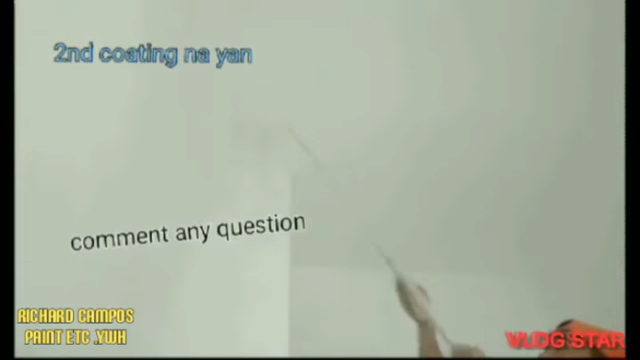 2nd coating na yan
comment any question
RICHARD CAMPOS
PAINT ETC .YWH
VLOG STAR